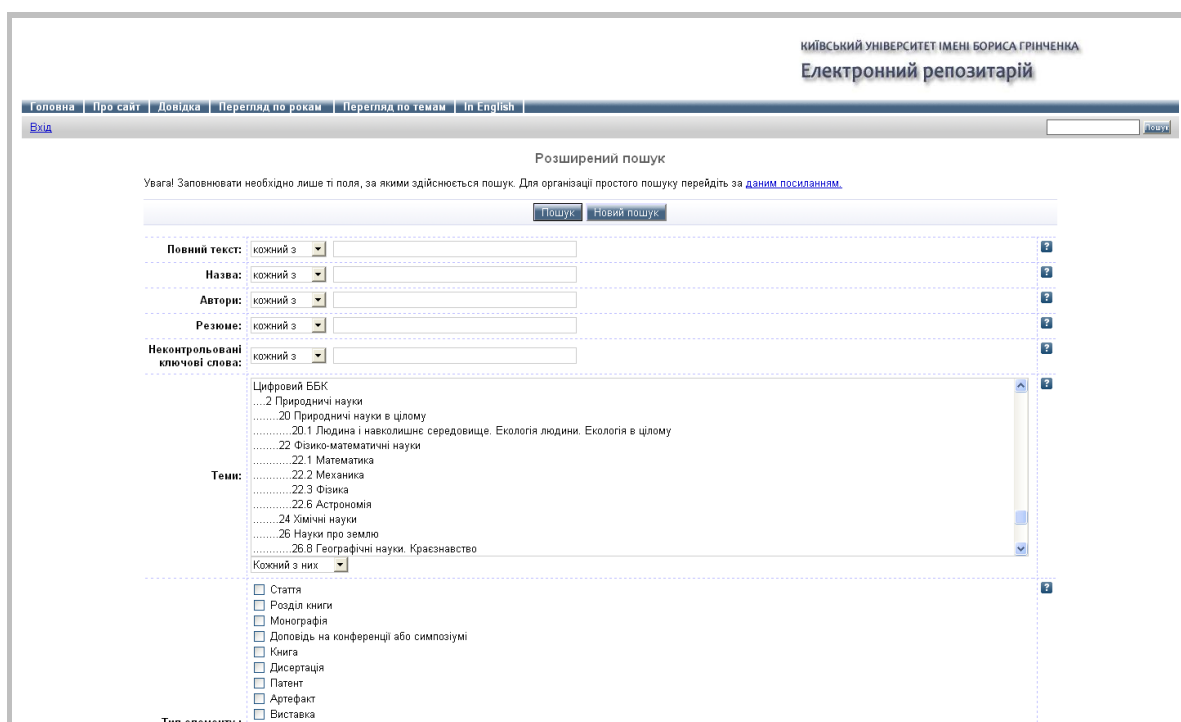 КИЇВСЬКИЙ УНІВЕРСИТЕТ ІМЕНІ БОРИСА ГРІНЧЕНКА
Електронний репозитарій
Головна | Про сайт | Довідка | Перегляд по рокам | Перегляд по темам | In English |
Вхід Пошук
Розширений пошук
Увага! Заповнювати необхідно лише ті поля, за якими здійснюється пошук. Для організації простого пошуку перейдіть за даним посиланням.
Пошук Новий пошук
Повний текст: кожний з ?
Назва: кожний з ?
Автори: кожний з ?
Резюме: кожний з ?
Неконтрольовані ключові слова: кожний з ?
Теми: ?
Цифровий ББК
....2 Природничі науки
........20 Природничі науки в цілому
............20.1 Людина і навколишнє середовище. Екологія людини. Екологія в цілому
........22 Фізико-математичні науки
............22.1 Математика
............22.2 Механика
............22.3 Фізика
............22.6 Астрономія
........24 Хімічні науки
........26 Науки про землю
............26.8 Географічні науки. Краєзнавство
Кожний з них
Тип елементу: ?
Стаття
Розділ книги
Монографія
Доповідь на конференції або симпозіумі
Книга
Дисертація
Патент
Артефакт
Виставка